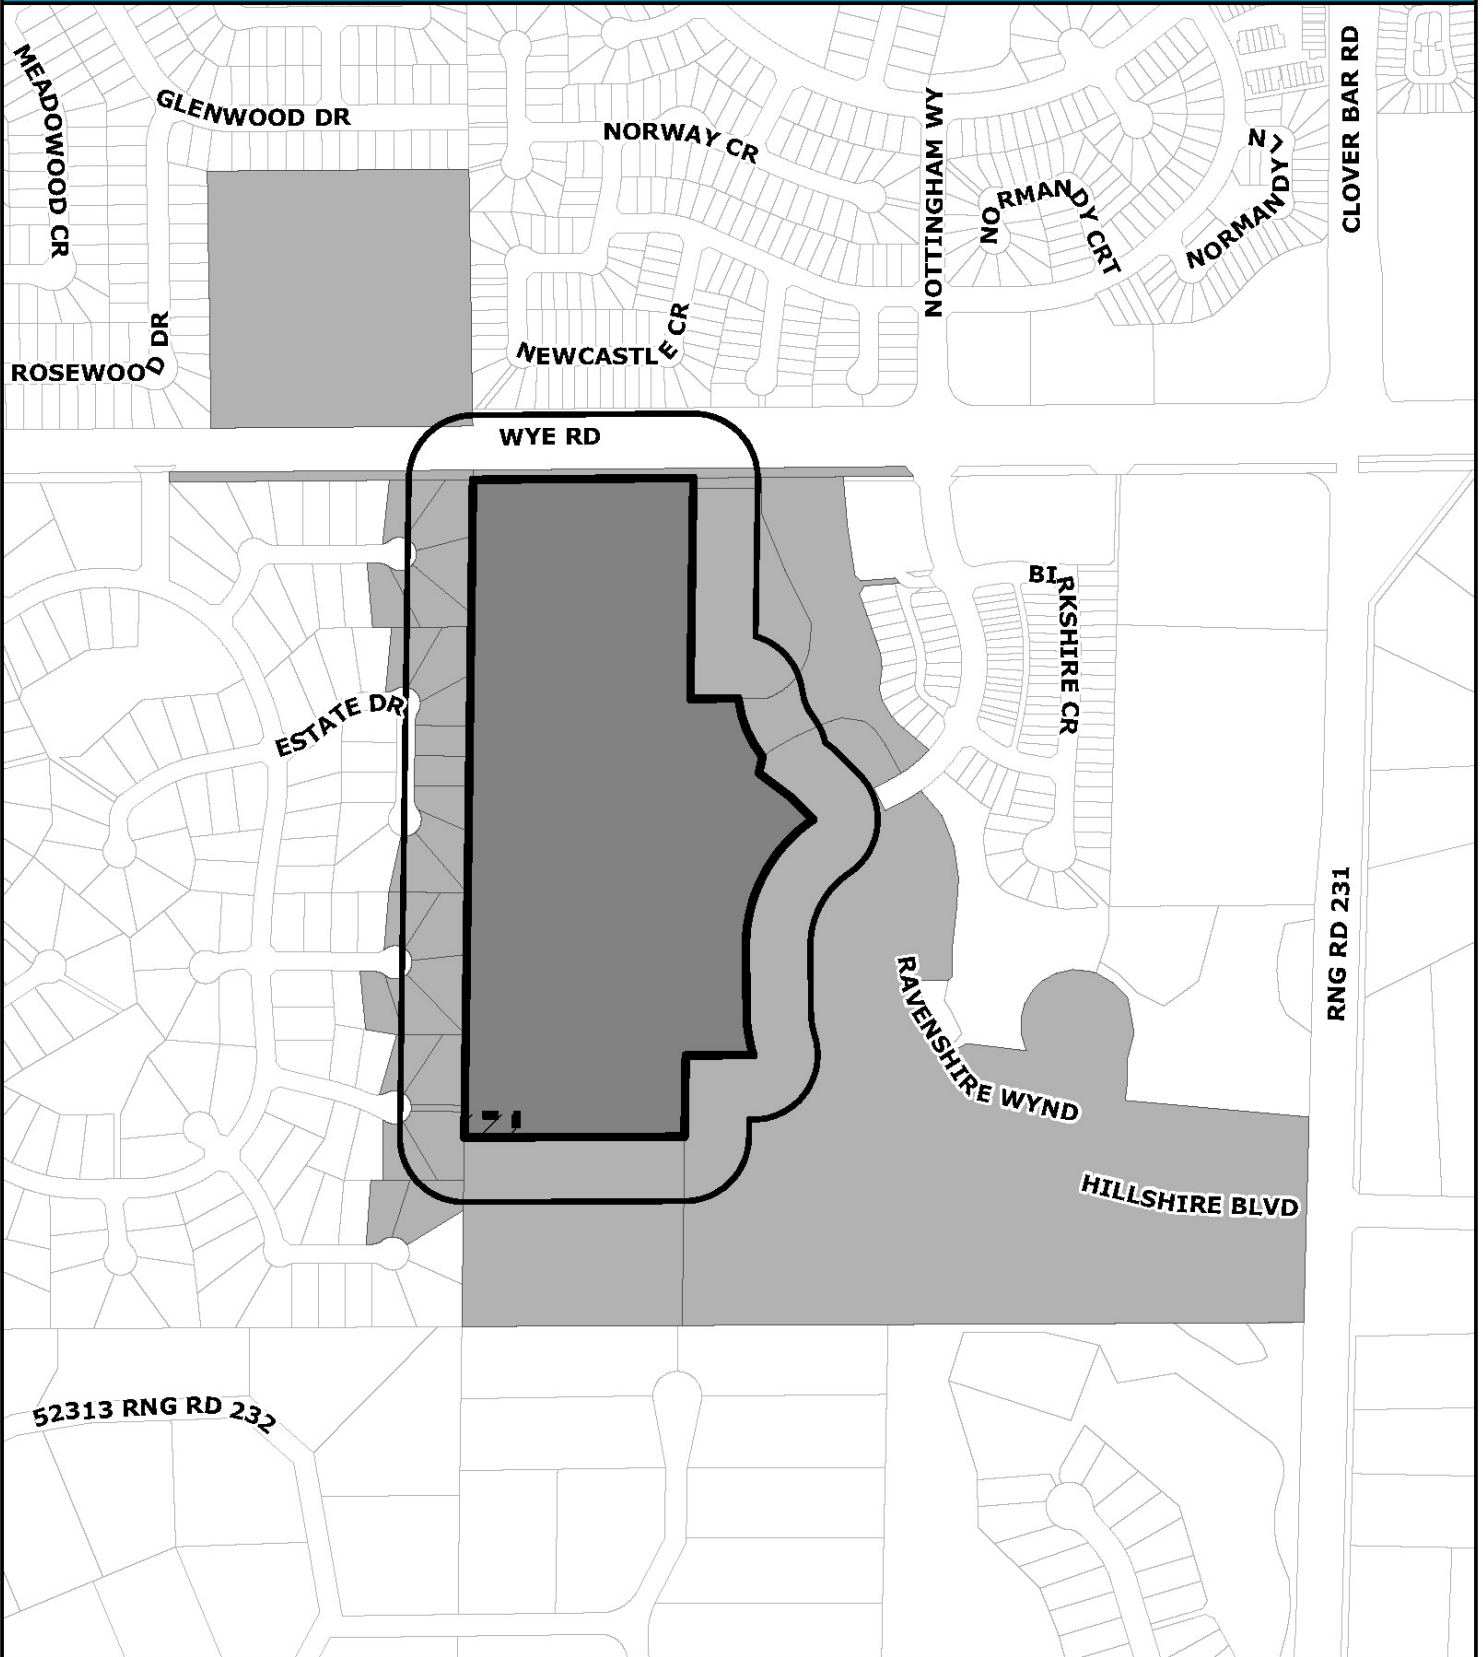 MEADOWOOD CR
GLENWOOD DR
NORWAY CR
NOTTINGHAM WY
NORMANDY CRT
NORMANDY LN
CLOVER BAR RD
ROSEWOOD DR
NEWCASTLE CR
WYE RD
BIRKSHIRE CR
ESTATE DR
RNG RD 231
RAVENSHIRE WYND
HILLSHIRE BLVD
52313 RNG RD 232